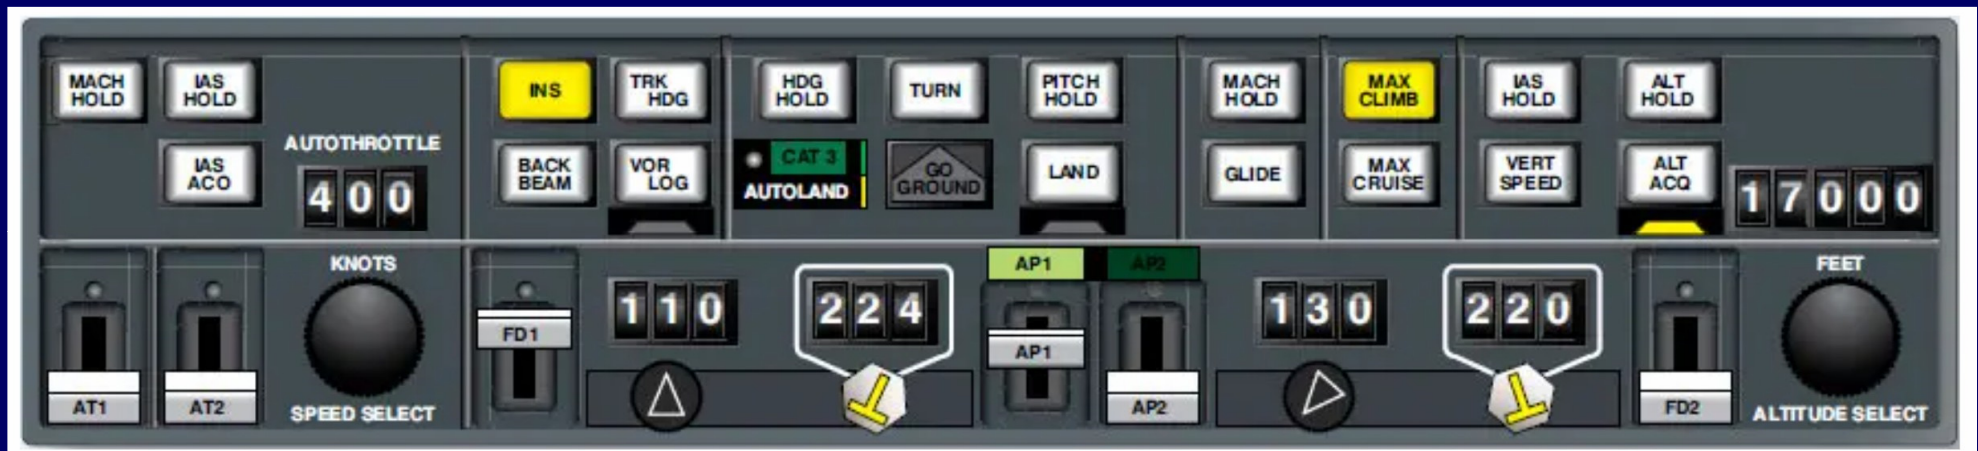 MACH
HOLD
IAS
HOLD
INS
TRK
HDG
HDG
HOLD
TURN
PITCH
HOLD
MACH
HOLD
MAX
CLIMB
IAS
HOLD
ALT
HOLD
IAS
ACQ
AUTOTHROTTLE
400
BACK
BEAM
VOR
LOG
CAT 3
AUTOLAND
GO
GROUND
LAND
GLIDE
MAX
CRUISE
VERT
SPEED
ALT
ACQ
17000
KNOTS
AP1
AP2
FEET
FD1
110
224
AP1
130
220
AT1
AT2
SPEED SELECT
AP2
FD2
ALTITUDE SELECT